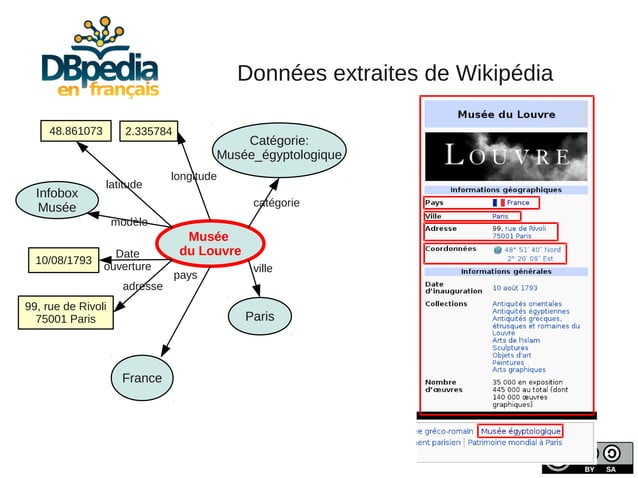 DBpedia
en français
Données extraites de Wikipédia
48.861073
2.335784
Catégorie:
Musée_égyptologique
latitude
longitude
Infobox
Musée
catégorie
modèle
Musée
du Louvre
10/08/1793
Date
ouverture
pays
ville
adresse
99, rue de Rivoli
75001 Paris
Paris
France
Musée du Louvre
LOUVRE
Informations géographiques
Pays France
Ville Paris
Adresse 99, rue de Rivoli
75001 Paris
Coordonnées 48° 51′ 40″ Nord
2° 20′ 09″ Est
Informations générales
Date
d'inauguration 10 août 1793
Collections Antiquités orientales
Antiquités égyptiennes
Antiquités grecques,
étrusques et romaines du
Louvre
Arts de l'Islam
Sculptures
Objets d'art
Peintures
Arts graphiques
Nombre
d'œuvres 35 000 en exposition
445 000 au total (dont
140 000 œuvres
graphiques)
e gréco-romain | Musée égyptologique
ent parisien | Patrimoine mondial à Paris
BY SA